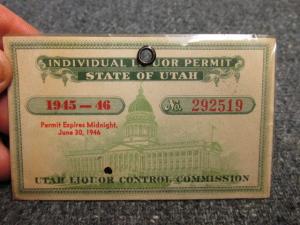 INDIVIDUAL LIQUOR PERMIT
STATE OF UTAH
1945 — 46
No. 292519
Permit Expires Midnight,
June 30, 1946
UTAH LIQUOR CONTROL COMMISSION